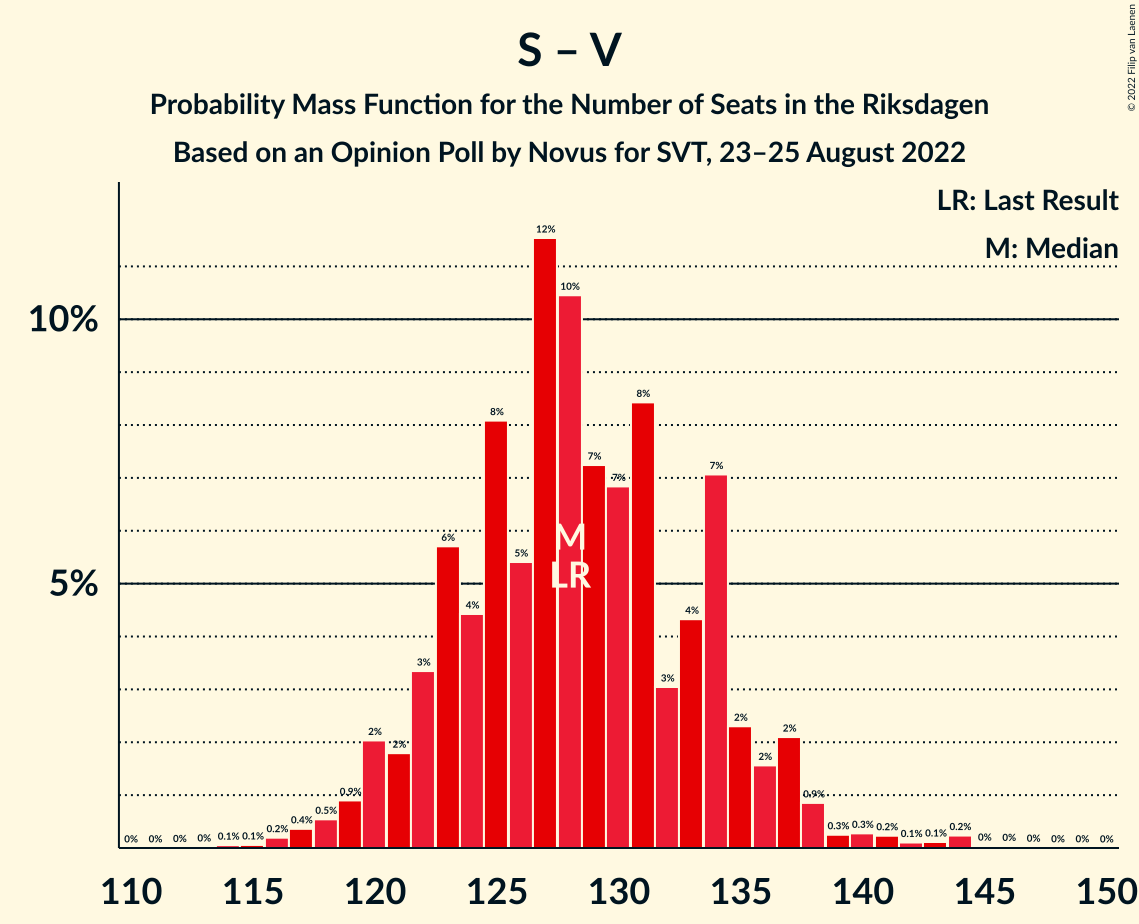 S – V
Probability Mass Function for the Number of Seats in the Riksdagen
Based on an Opinion Poll by Novus for SVT, 23–25 August 2022
© 2022 Filip van Laenen
LR: Last Result
M: Median
10%
5%
0% 0% 0% 0% 0.1% 0.1% 0.2% 0.4% 0.5% 0.9% 2% 2% 3% 6% 4% 8% 5% 12% 10% 7% 7% 8% 3% 4% 7% 2% 2% 2% 0.9% 0.3% 0.3% 0.2% 0.1% 0.1% 0.2% 0% 0% 0% 0% 0% 0%
M
LR
110 115 120 125 130 135 140 145 150